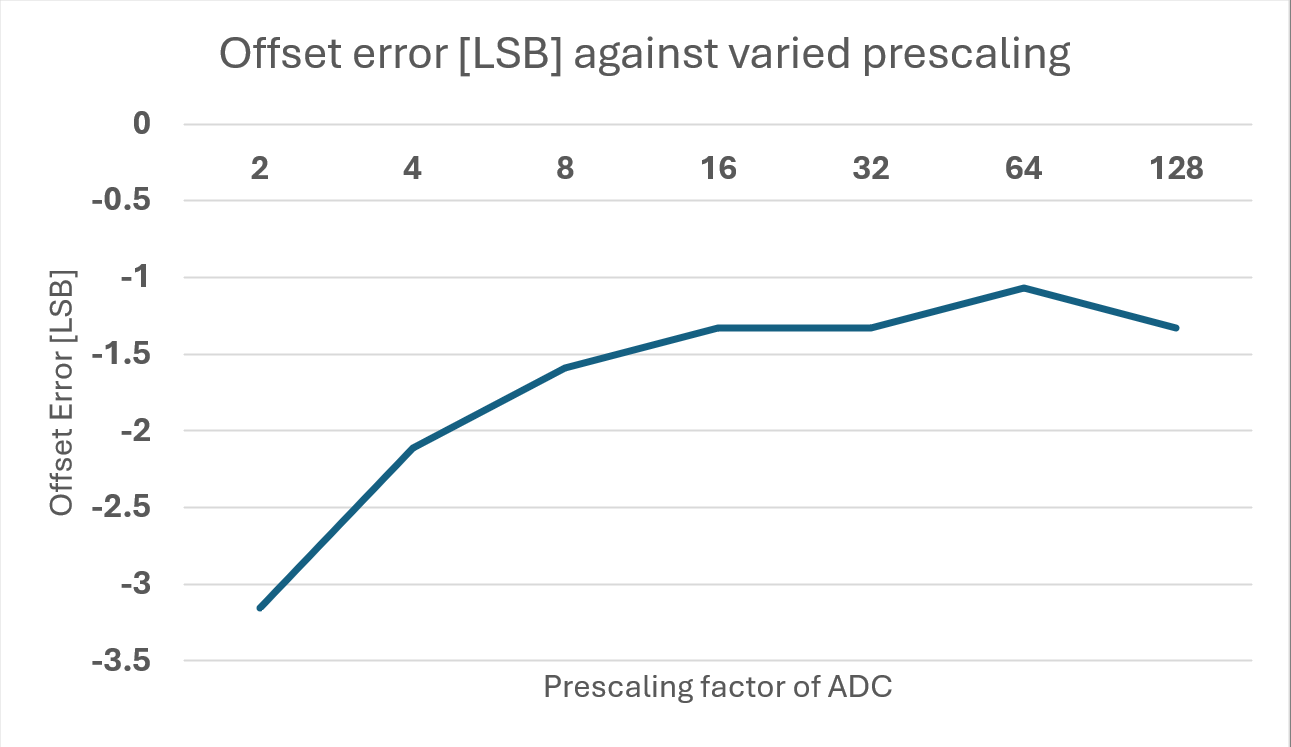 Offset error [LSB] against varied prescaling
0
2 4 8 16 32 64 128
-0.5
-1
-1.5
-2
-2.5
-3
-3.5
Offset Error [LSB]
Prescaling factor of ADC